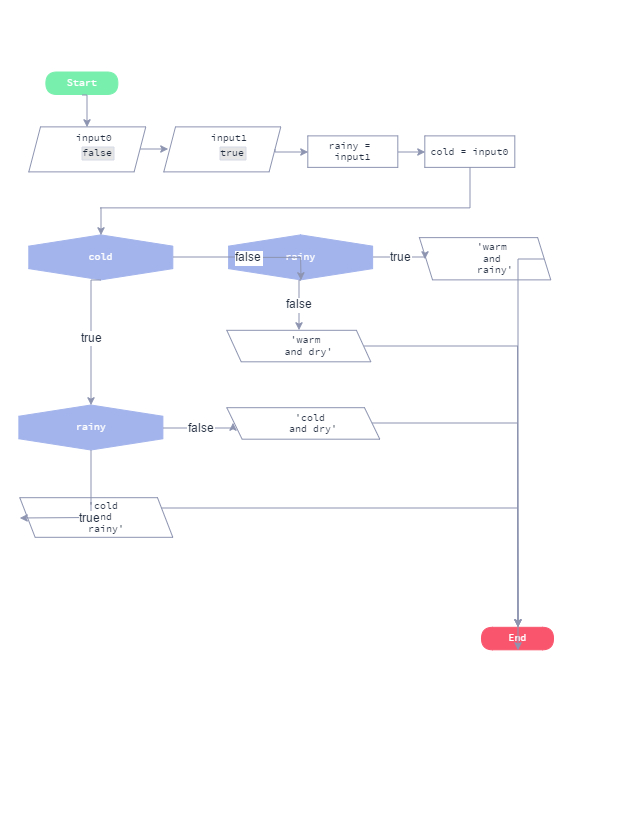 Start
input0
false
input1
true
rainy =
input1
cold = input0
cold
false
rainy
true
'warm
and
rainy'
false
'warm
and dry'
true
rainy
false
'cold
and dry'
'cold
and
rainy'
true
End